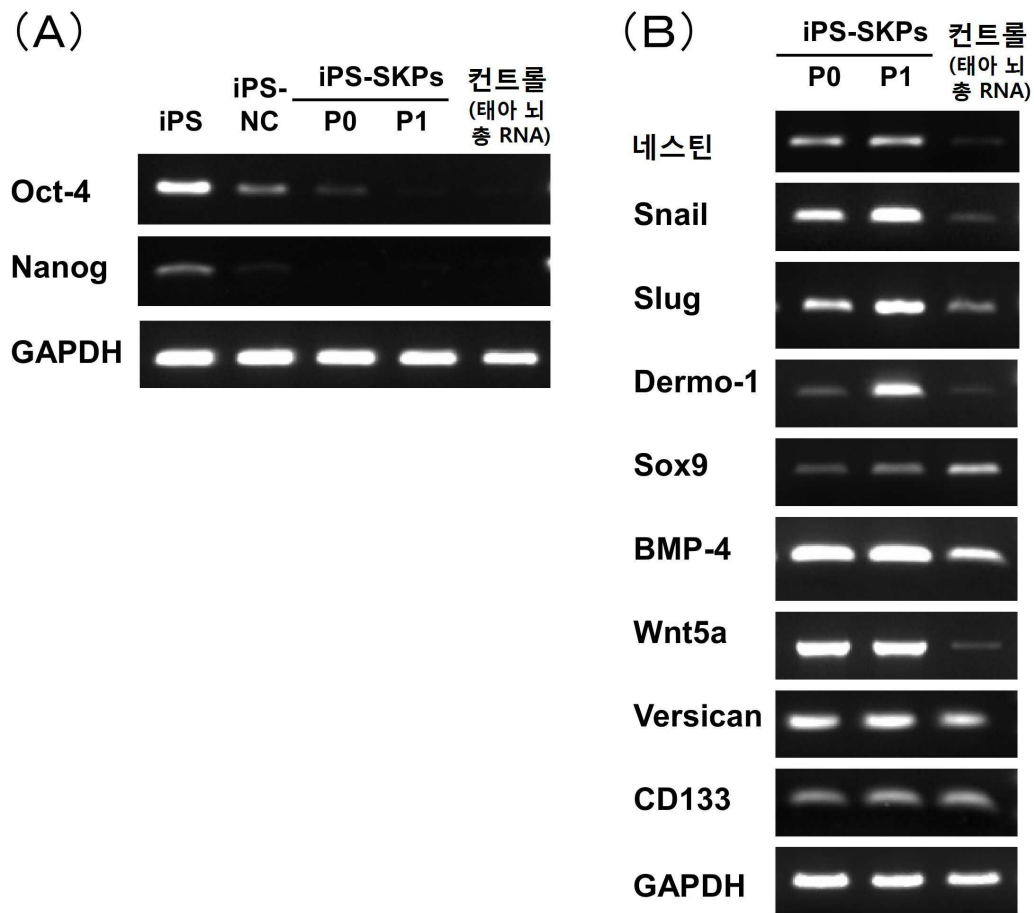 (A)
iPS
iPS-
NC
iPS-SKPs
P0 P1
컨트롤
(태아 뇌
총 RNA)
Oct-4
Nanog
GAPDH
(B)
iPS-SKPs
P0 P1
컨트롤
(태아 뇌
총 RNA)
네스틴
Snail
Slug
Dermo-1
Sox9
BMP-4
Wnt5a
Versican
CD133
GAPDH